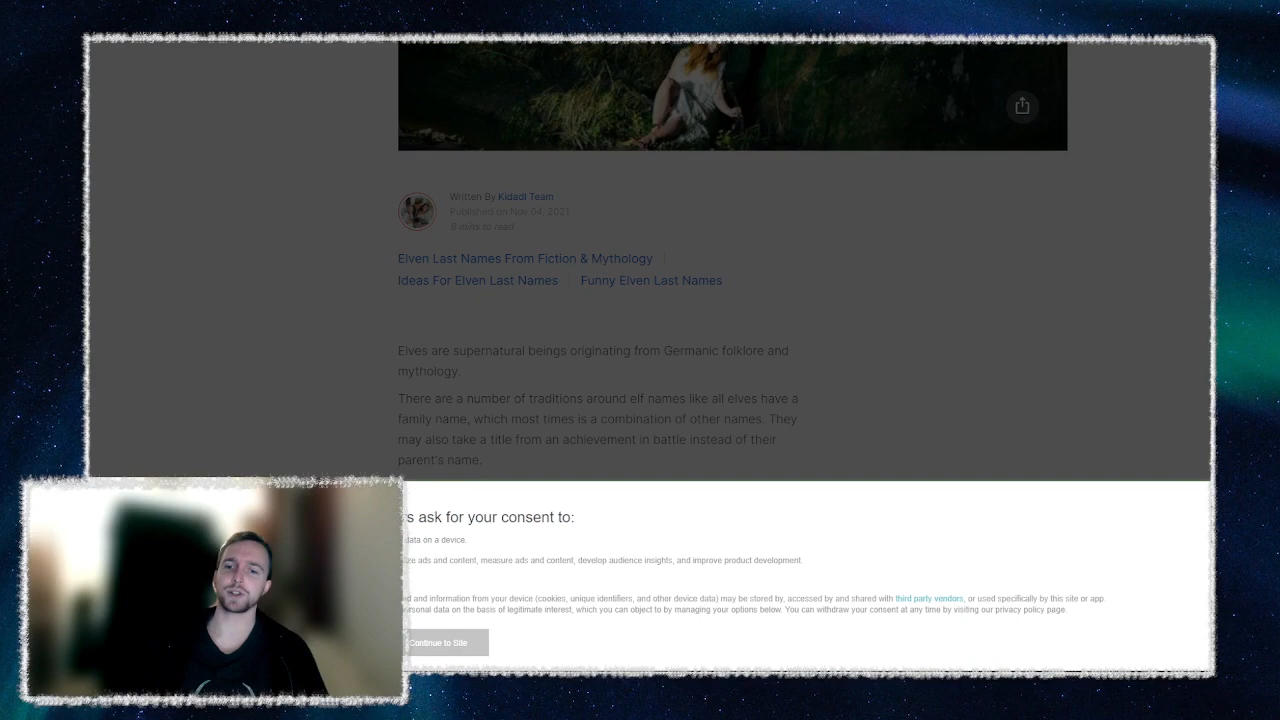 Written By Kidadl Team
Published on Nov 04, 2021
8 mins to read
Elven Last Names From Fiction & Mythology
Ideas For Elven Last Names Funny Elven Last Names
Elves are supernatural beings originating from Germanic folklore and
mythology.
There are a number of traditions around elf names like all elves have a
family name, which most times is a combination of other names. They
may also take a title from an achievement in battle instead of their
parent's name.
ask for your consent to:
data on a device.
ads and content, measure ads and content, develop audience insights, and improve product development
and information from your device (cookies, unique identifiers, and other device data) may be stored by, accessed by and shared with third party vendors, or used specifically by this site or app.
data on the basis of legitimate interest, which you can object to by managing your options below. You can withdraw your consent at any time by visiting our privacy policy page.
Continue to Site